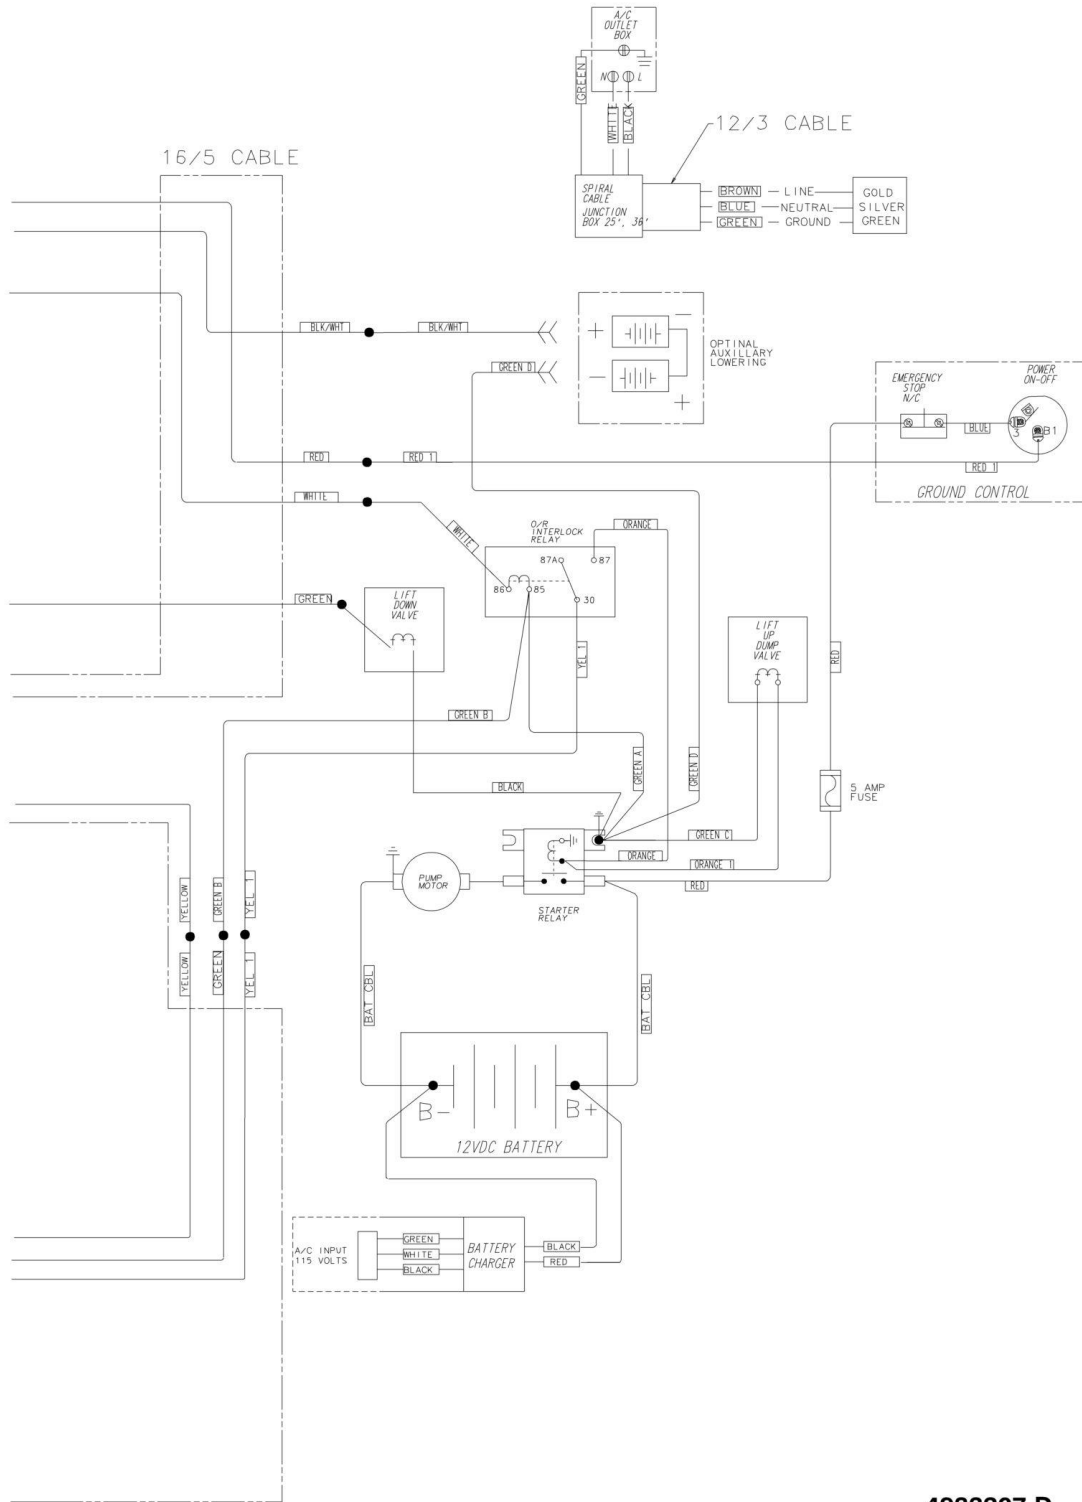 A/C
OUTLET
BOX
N L
GREEN
WHITE
BLACK
12/3 CABLE
16/5 CABLE
SPIRAL
CABLE
JUNCTION
BOX 25', 36'
BROWN LINE GOLD
BLUE NEUTRAL SILVER
GREEN GROUND GREEN
BLK/WHT BLK/WHT
+ -
- +
OPTINAL
AUXILLARY
LOWERING
GREEN D
EMERGENCY
STOP
N/C
POWER
ON-OFF
3 B1
BLUE
RED RED 1
RED 1
GROUND CONTROL
WHITE
WHITE
O/R
INTERLOCK
RELAY
ORANGE
87A 87
86 85
30
GREEN
LIFT
DOWN
VALVE
LIFT
UP
DUMP
VALVE
YEL 1
RED
GREEN B
GREEN A
GREEN D
BLACK
5 AMP
FUSE
GREEN C
ORANGE
ORANGE 1
RED
PUMP
MOTOR
STARTER
RELAY
YELLOW
GREEN B
YEL 1
YELLOW
GREEN
YEL 1
BAT CBL
BAT CBL
B- B+
12VDC BATTERY
A/C INPUT
115 VOLTS
GREEN
WHITE
BLACK
BATTERY
CHARGER
BLACK
RED